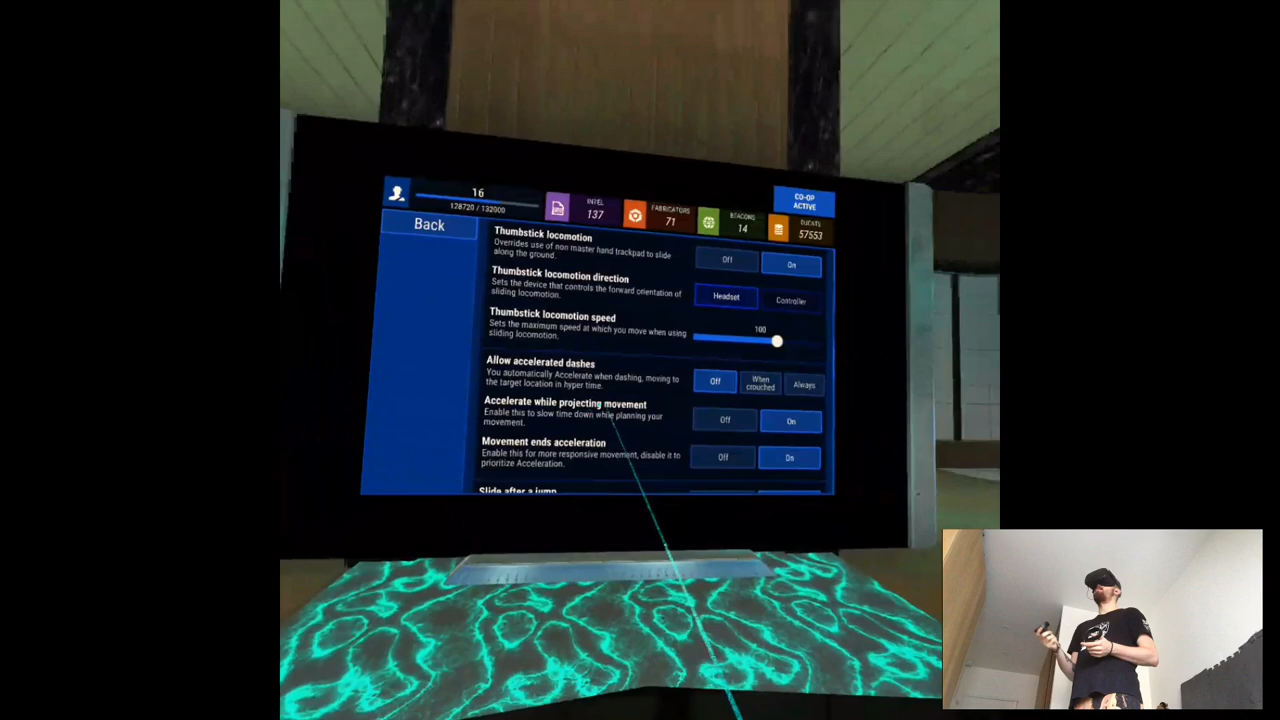 16
128720 / 132000
INTEL
137
FABRICATORS
71
BEACONS
14
CO-OP
ACTIVE
DUCATS
57553
Back
Thumbstick locomotion
Overrides use of non master hand trackpad to slide
along the ground.
Off
On
Thumbstick locomotion direction
Sets the device that controls the forward orientation of
sliding locomotion.
Headset
Controller
Thumbstick locomotion speed
Sets the maximum speed at which you move when using
sliding locomotion.
100
Allow accelerated dashes
You automatically Accelerate when dashing, moving to
the target location in hyper time.
Off
When
crouched
Always
Accelerate while projecting movement
Enable this to slow time down while planning your
movement.
Off
On
Movement ends acceleration
Enable this for more responsive movement, disable it to
prioritize Acceleration.
Off
On
Slide after a jump